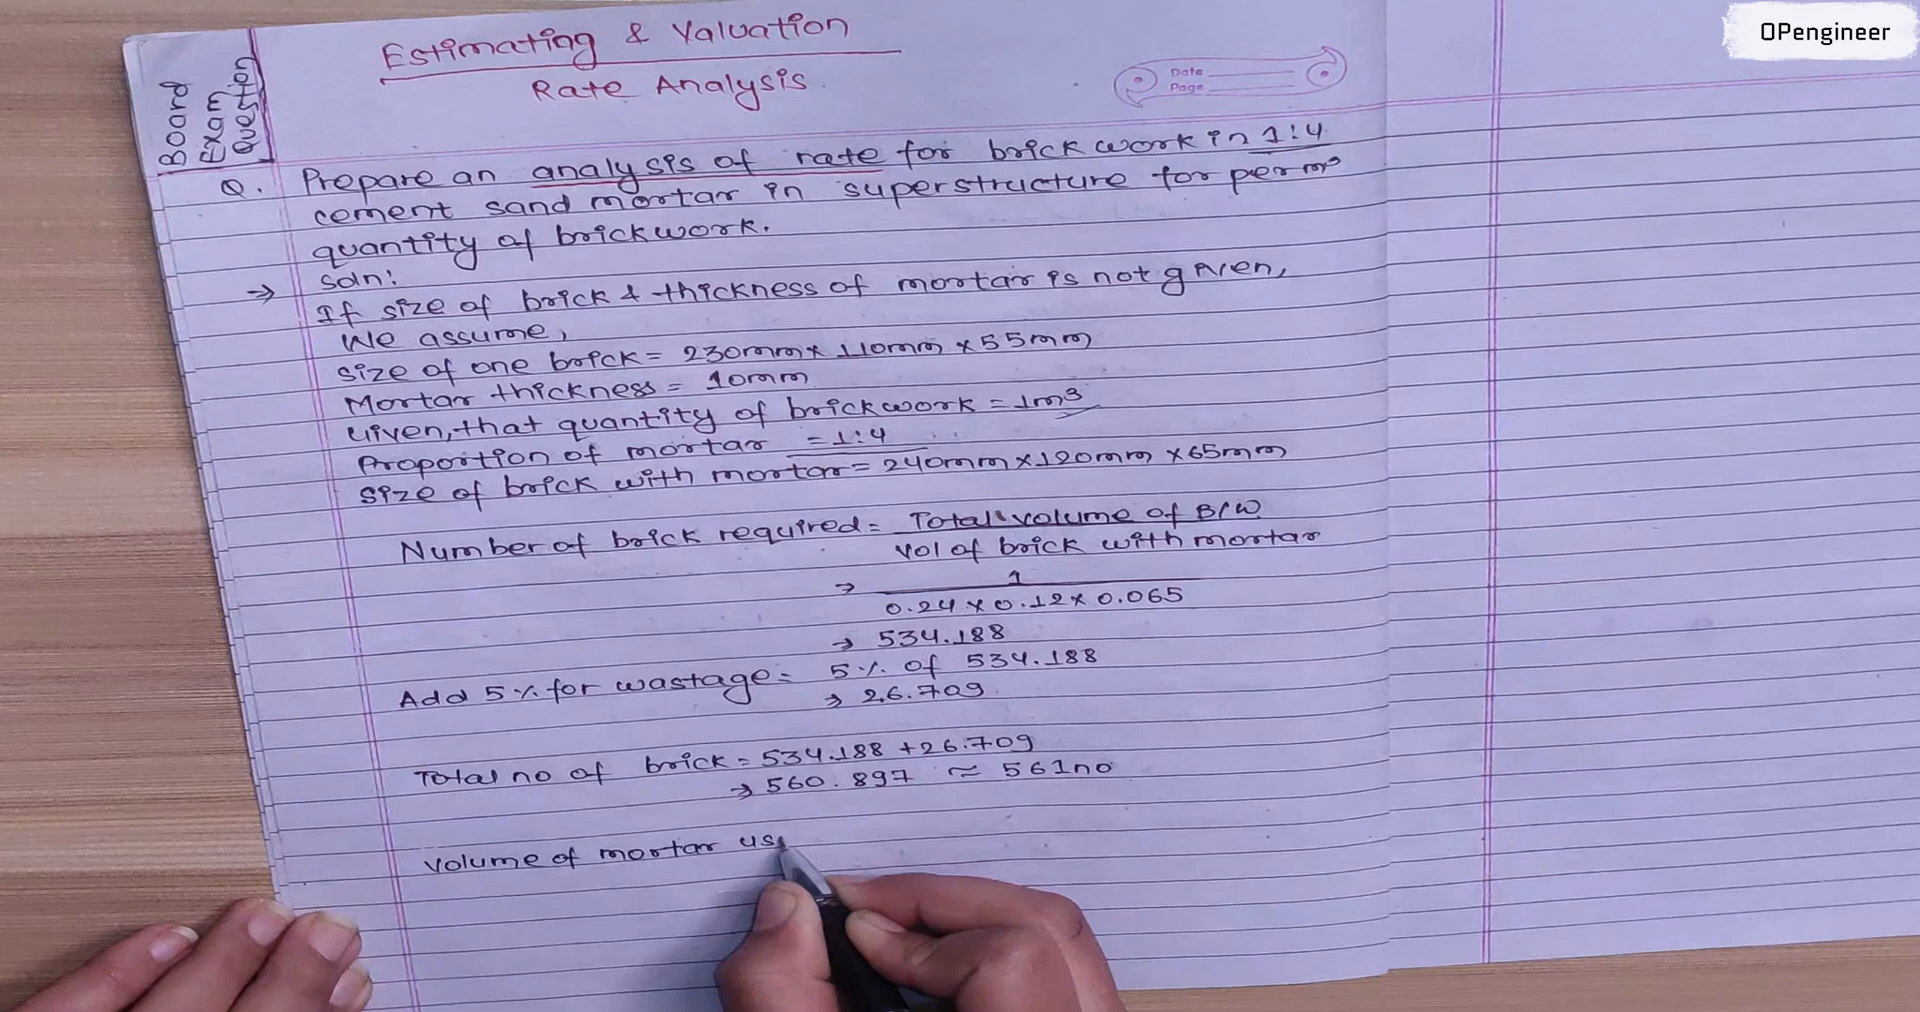 OPengineer
Estimating & Valuation
Rate Analysis
Date
Page
Board
Exam
Question
Q. Prepare an analysis of rate for brick work in 1:4
cement sand mortar in superstructure for per m³
quantity of brickwork.
→ Soln:
If size of brick & thickness of mortar is not given,
We assume,
Size of one brick = 230mm × 110mm × 55mm
Mortar thickness = 10mm
Given, that quantity of brickwork = 1m³
Proportion of mortar = 1:4
Size of brick with mortar = 240mm × 120mm × 65mm
Number of brick required = Total volume of B/W
Vol of brick with mortar
→ 1
0.24 × 0.12 × 0.065
→ 534.188
Add 5% for wastage = 5% of 534.188
→ 26.709
Total no of brick = 534.188 + 26.709
→ 560.897 ≈ 561no
Volume of mortar us